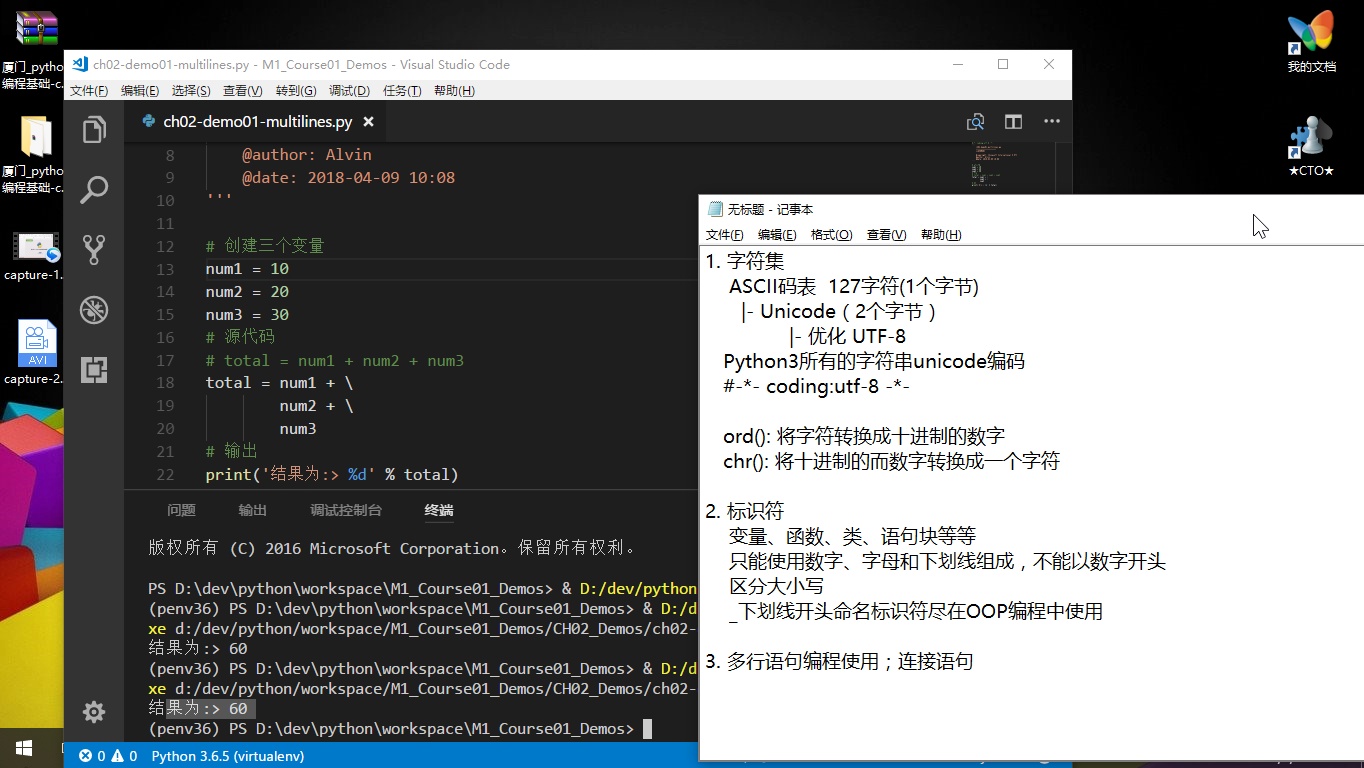 厦门_pytho
编程基础-c.
厦门_pytho
编程基础-c.
capture-1.
AVI
capture-2.
我的文档
★CTO★
ch02-demo01-multilines.py - M1_Course01_Demos - Visual Studio Code
文件(F) 编辑(E) 选择(S) 查看(V) 转到(G) 调试(D) 任务(T) 帮助(H)
ch02-demo01-multilines.py
8 @author: Alvin
9 @date: 2018-04-09 10:08
10 '''
11
12 # 创建三个变量
13 num1 = 10
14 num2 = 20
15 num3 = 30
16 # 源代码
17 # total = num1 + num2 + num3
18 total = num1 + \
19 num2 + \
20 num3
21 # 输出
22 print('结果为:> %d' % total)
问题 输出 调试控制台 终端
版权所有 (C) 2016 Microsoft Corporation。保留所有权利。
PS D:\dev\python\workspace\M1_Course01_Demos> & D:/dev/python
(penv36) PS D:\dev\python\workspace\M1_Course01_Demos> & D:/d
xe d:/dev/python/workspace/M1_Course01_Demos/CH02_Demos/ch02-
结果为:> 60
(penv36) PS D:\dev\python\workspace\M1_Course01_Demos> & D:/d
xe d:/dev/python/workspace/M1_Course01_Demos/CH02_Demos/ch02-
结果为:> 60
(penv36) PS D:\dev\python\workspace\M1_Course01_Demos>
0 0 Python 3.6.5 (virtualenv)
无标题 - 记事本
文件(F) 编辑(E) 格式(O) 查看(V) 帮助(H)
1. 字符集
ASCII码表 127字符(1个字节)
|- Unicode（2个字节）
|- 优化 UTF-8
Python3所有的字符串unicode编码
#-*- coding:utf-8 -*-
ord(): 将字符转换成十进制的数字
chr(): 将十进制的而数字转换成一个字符
2. 标识符
变量、函数、类、语句块等等
只能使用数字、字母和下划线组成，不能以数字开头
区分大小写
_下划线开头命名标识符尽在OOP编程中使用
3. 多行语句编程使用；连接语句